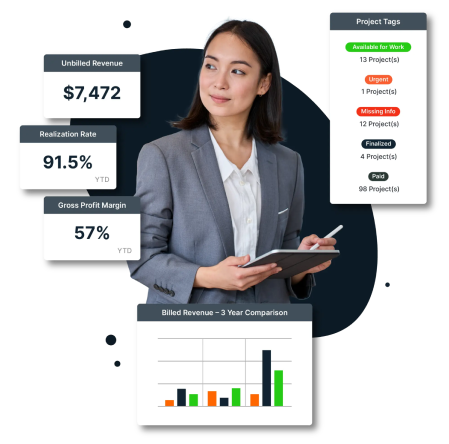 Project Tags
Available for Work
13 Project(s)
Urgent
1 Project(s)
Missing Info
12 Project(s)
Finalized
4 Project(s)
Paid
98 Project(s)
Unbilled Revenue
$7,472
Realization Rate
91.5%
YTD
Gross Profit Margin
57%
YTD
Billed Revenue – 3 Year Comparison